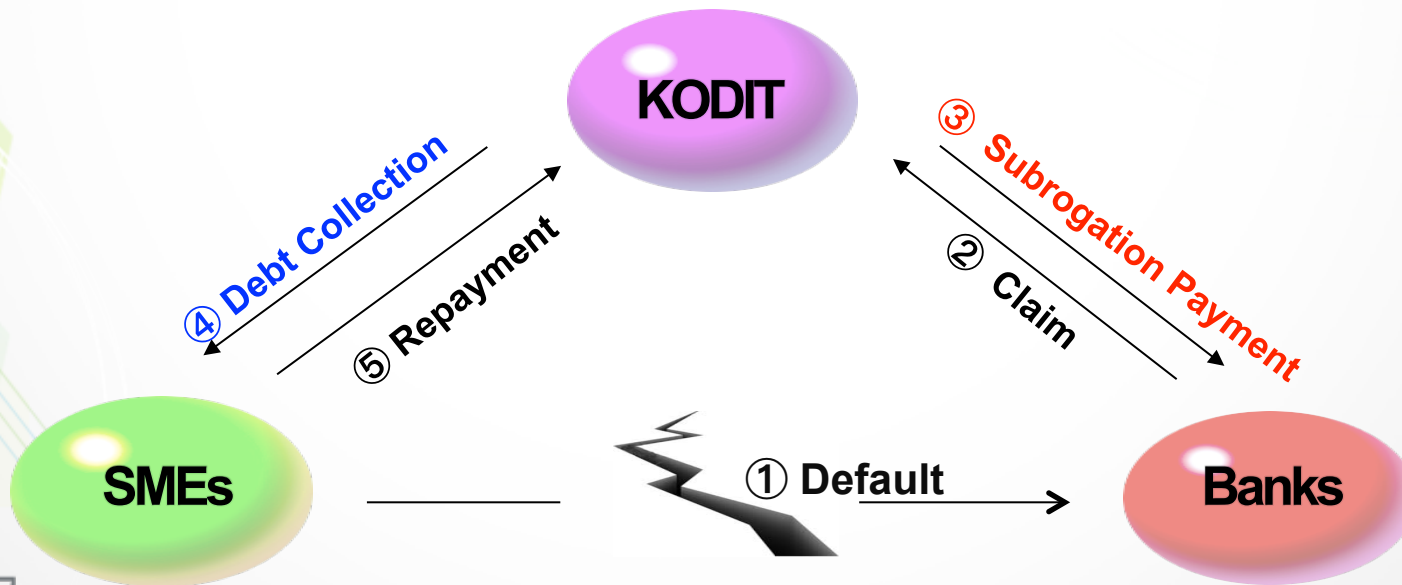 KODIT
④ Debt Collection
⑤ Repayment
③ Subrogation Payment
② Claim
① Default
SMEs
Banks